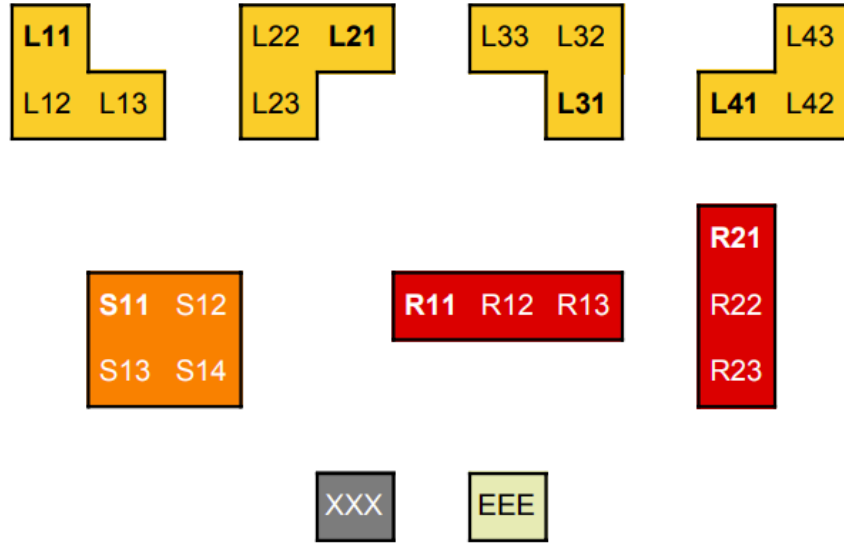 L11 L22 L21 L33 L32 L43
L12 L13 L23 L31 L41 L42
R21
S11 S12 R11 R12 R13 R22
S13 S14 R23
XXX EEE